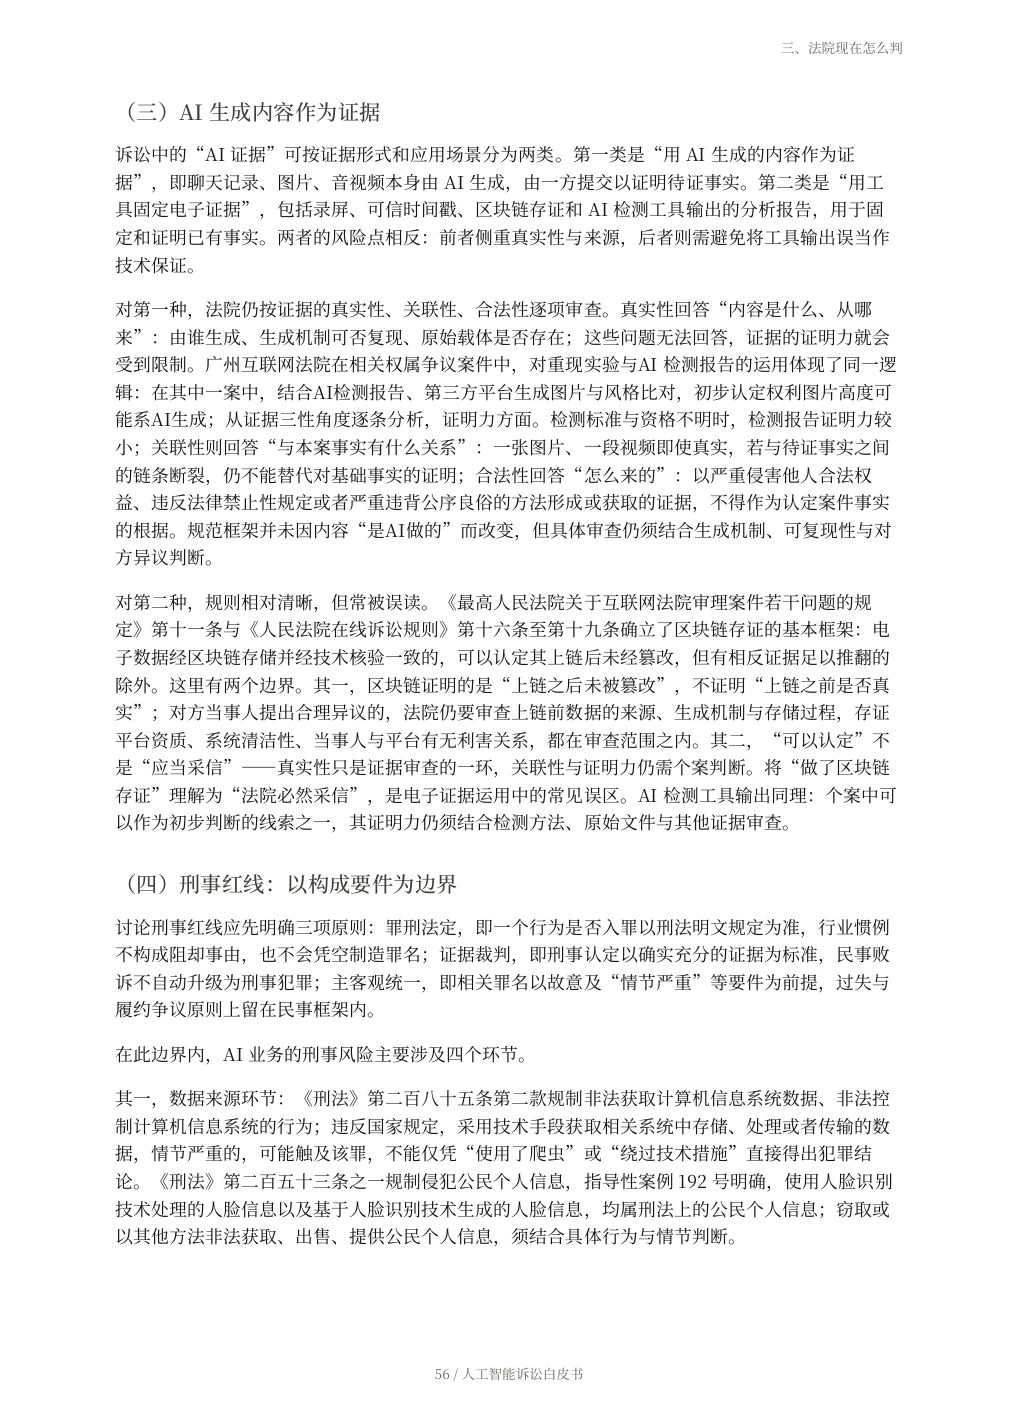 三、法院现在怎么判
（三）AI 生成内容作为证据
诉讼中的“AI 证据”可按证据形式和应用场景分为两类。第一类是“用 AI 生成的内容作为证
据”，即聊天记录、图片、音视频本身由 AI 生成，由一方提交以证明待证事实。第二类是“用工
具固定电子证据”，包括录屏、可信时间戳、区块链存证和 AI 检测工具输出的分析报告，用于固
定和证明已有事实。两者的风险点相反：前者侧重真实性与来源，后者则需避免将工具输出误当作
技术保证。
对第一种，法院仍按证据的真实性、关联性、合法性逐项审查。真实性回答“内容是什么、从哪
来”：由谁生成、生成机制可否复现、原始载体是否存在；这些问题无法回答，证据的证明力就会
受到限制。广州互联网法院在相关权属争议案件中，对重现实验与AI 检测报告的运用体现了同一逻
辑：在其中一案中，结合AI检测报告、第三方平台生成图片与风格比对，初步认定权利图片高度可
能系AI生成；从证据三性角度逐条分析，证明力方面。检测标准与资格不明时，检测报告证明力较
小；关联性则回答“与本案事实有什么关系”：一张图片、一段视频即使真实，若与待证事实之间
的链条断裂，仍不能替代对基础事实的证明；合法性回答“怎么来的”：以严重侵害他人合法权
益、违反法律禁止性规定或者严重违背公序良俗的方法形成或获取的证据，不得作为认定案件事实
的根据。规范框架并未因内容“是AI做的”而改变，但具体审查仍须结合生成机制、可复现性与对
方异议判断。
对第二种，规则相对清晰，但常被误读。《最高人民法院关于互联网法院审理案件若干问题的规
定》第十一条与《人民法院在线诉讼规则》第十六条至第十九条确立了区块链存证的基本框架：电
子数据经区块链存储并经技术核验一致的，可以认定其上链后未经篡改，但有相反证据足以推翻的
除外。这里有两个边界。其一，区块链证明的是“上链之后未被篡改”，不证明“上链之前是否真
实”；对方当事人提出合理异议的，法院仍要审查上链前数据的来源、生成机制与存储过程，存证
平台资质、系统清洁性、当事人与平台有无利害关系，都在审查范围之内。其二，“可以认定”不
是“应当采信”——真实性只是证据审查的一环，关联性与证明力仍需个案判断。将“做了区块链
存证”理解为“法院必然采信”，是电子证据运用中的常见误区。AI 检测工具输出同理：个案中可
以作为初步判断的线索之一，其证明力仍须结合检测方法、原始文件与其他证据审查。
（四）刑事红线：以构成要件为边界
讨论刑事红线应先明确三项原则：罪刑法定，即一个行为是否入罪以刑法明文规定为准，行业惯例
不构成阻却事由，也不会凭空制造罪名；证据裁判，即刑事认定以确实充分的证据为标准，民事败
诉不自动升级为刑事犯罪；主客观统一，即相关罪名以故意及“情节严重”等要件为前提，过失与
履约争议原则上留在民事框架内。
在此边界内，AI 业务的刑事风险主要涉及四个环节。
其一，数据来源环节：《刑法》第二百八十五条第二款规制非法获取计算机信息系统数据、非法控
制计算机信息系统的行为；违反国家规定，采用技术手段获取相关系统中存储、处理或者传输的数
据，情节严重的，可能触及该罪，不能仅凭“使用了爬虫”或“绕过技术措施”直接得出犯罪结
论。《刑法》第二百五十三条之一规制侵犯公民个人信息，指导性案例 192 号明确，使用人脸识别
技术处理的人脸信息以及基于人脸识别技术生成的人脸信息，均属刑法上的公民个人信息；窃取或
以其他方法非法获取、出售、提供公民个人信息，须结合具体行为与情节判断。
56 / 人工智能诉讼白皮书